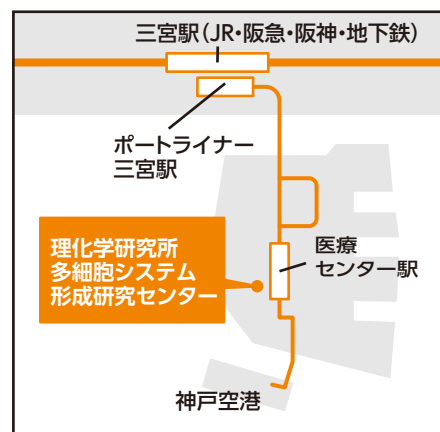 三宮駅（JR・阪急・阪神・地下鉄）
ポートライナー
三宮駅
理化学研究所
多細胞システム
形成研究センター
医療
センター駅
神戸空港